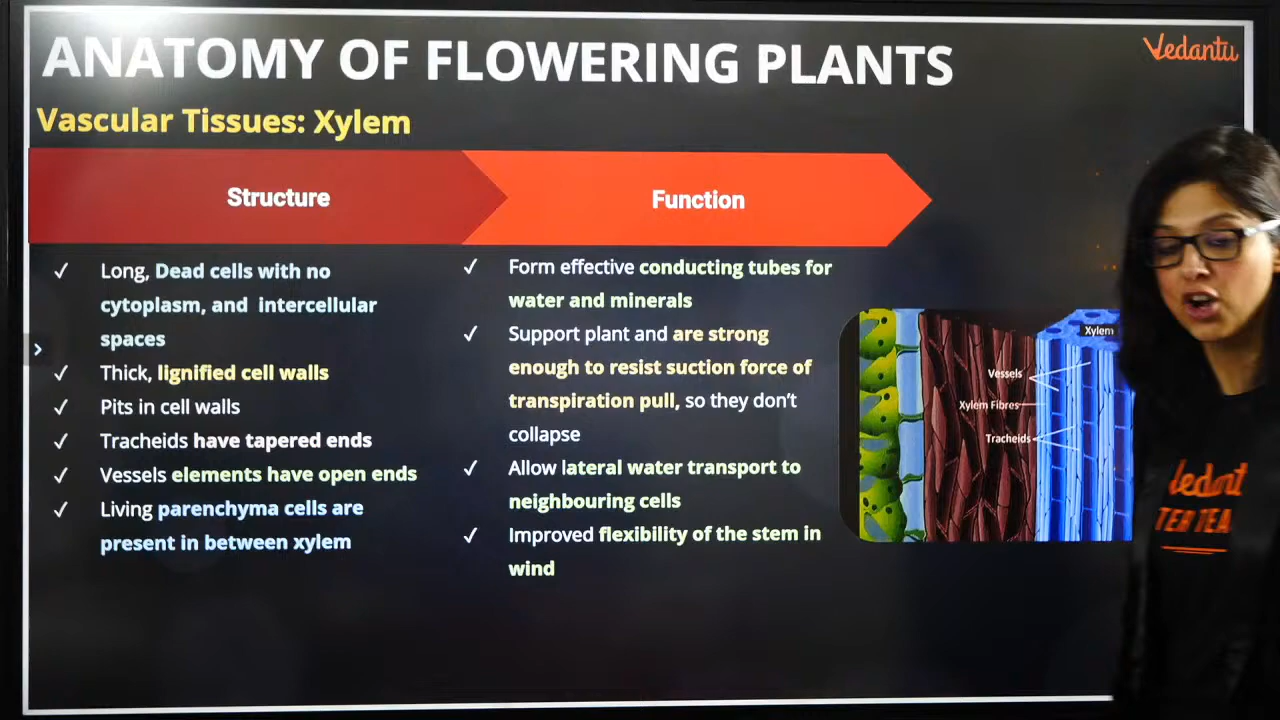 ANATOMY OF FLOWERING PLANTS
Vedantu
Vascular Tissues: Xylem
Structure
Function
✓ Long, Dead cells with no
cytoplasm, and intercellular
spaces
✓ Thick, lignified cell walls
✓ Pits in cell walls
✓ Tracheids have tapered ends
✓ Vessels elements have open ends
✓ Living parenchyma cells are
present in between xylem
✓ Form effective conducting tubes for
water and minerals
✓ Support plant and are strong
enough to resist suction force of
transpiration pull, so they don't
collapse
✓ Allow lateral water transport to
neighbouring cells
✓ Improved flexibility of the stem in
wind
Xylem
Vessels
Xylem Fibres
Tracheids